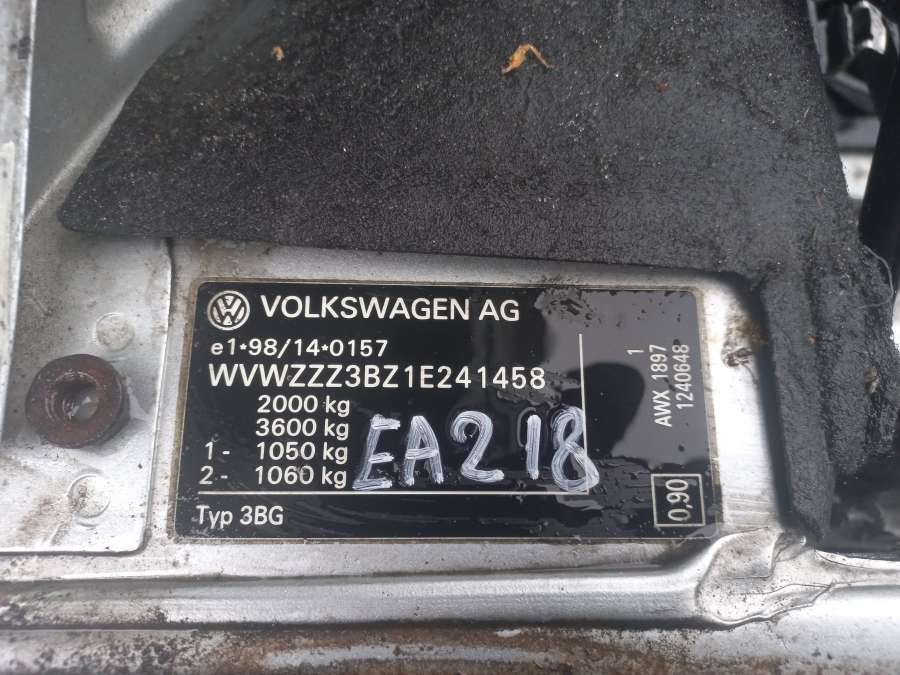 VOLKSWAGEN AG
e1*98/14*0157
WVWZZZ3BZ1E241458
2000 kg
3600 kg
1- 1050 kg
2- 1060 kg
EA218
Typ 3BG
1
AWX 1897
1240648
0,90